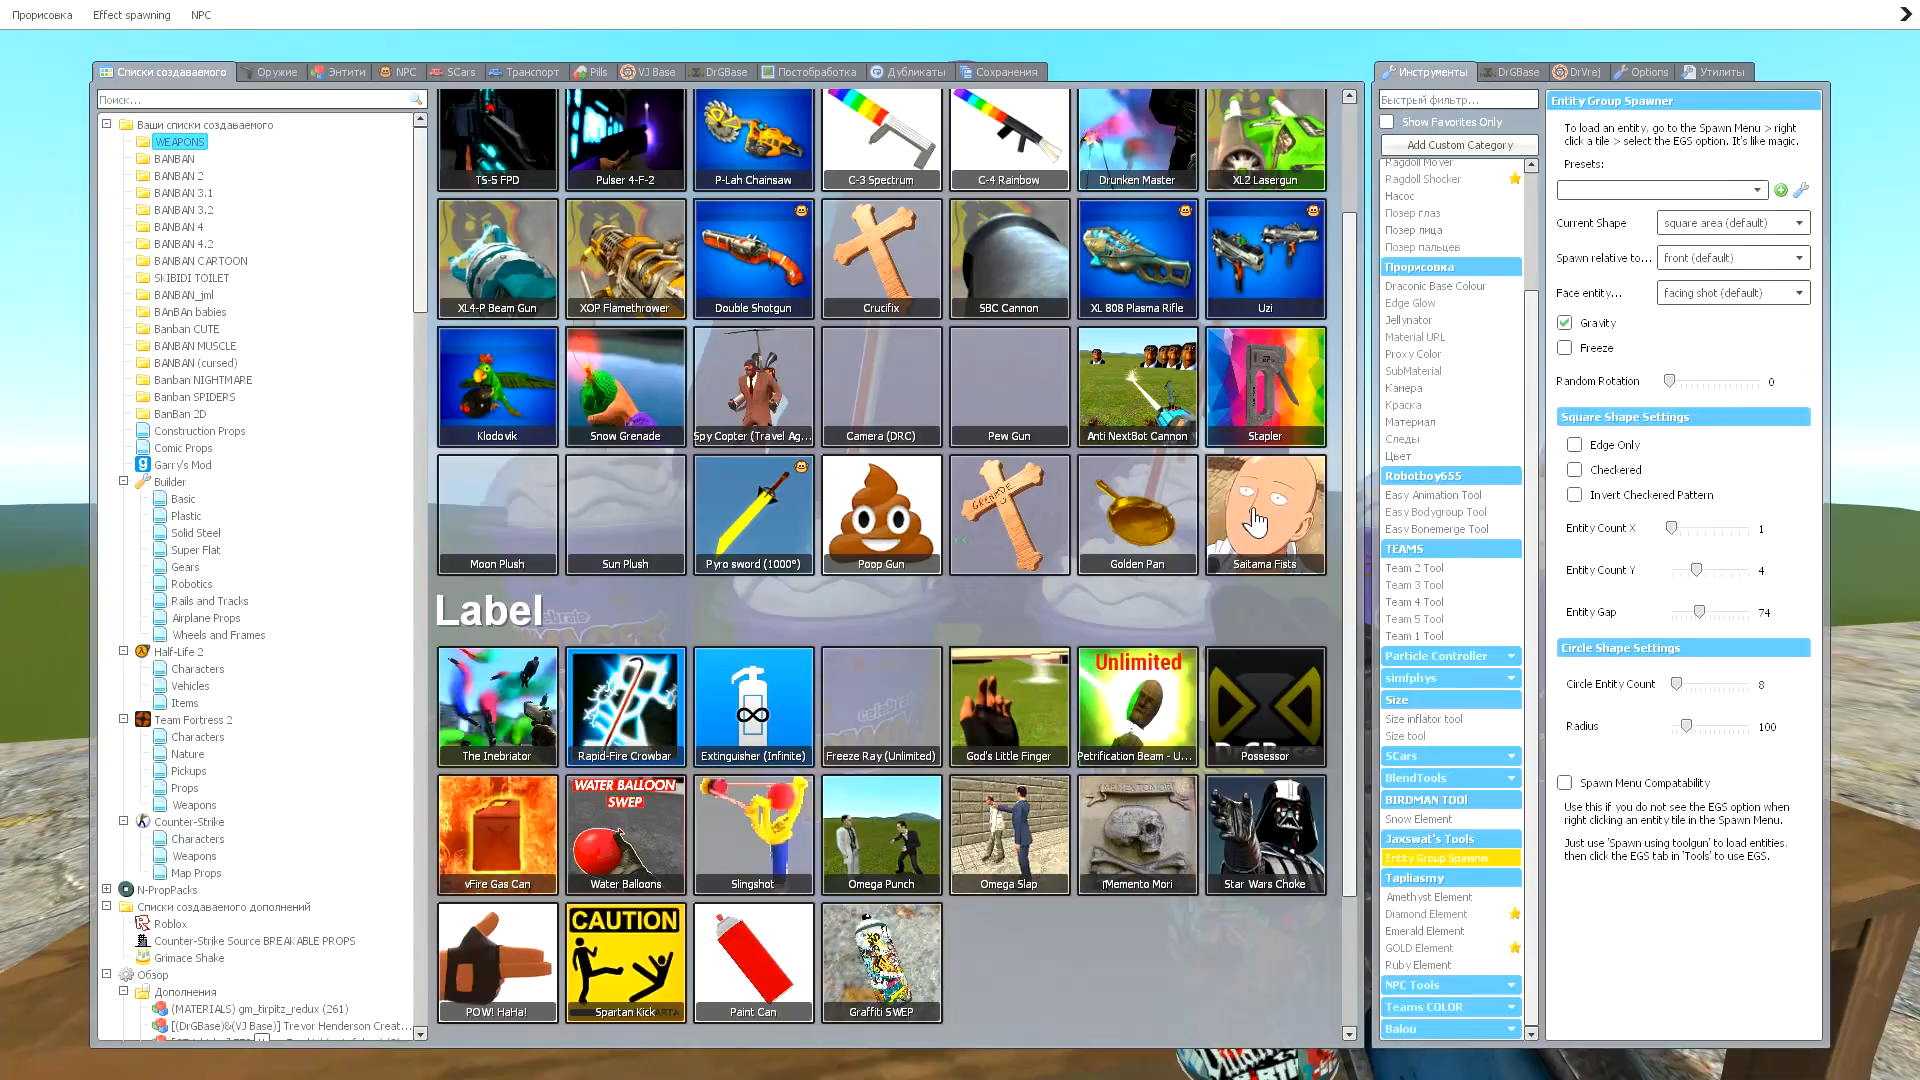 Прорисовка Effect spawning NPC
Списки создаваемого Оружие Энтити NPC SCars Транспорт Pills VJ Base DrGBase Постобработка Дубликаты Сохранения
Поиск...
Ваши списки создаваемого
WEAPONS
BANBAN
BANBAN 2
BANBAN 3.1
BANBAN 3.2
BANBAN 4
BANBAN 4.2
BANBAN CARTOON
SKIBIDI TOILET
BANBAN_jml
BAnBAn babies
Banban CUTE
BANBAN MUSCLE
BANBAN (cursed)
Banban NIGHTMARE
Banban SPIDERS
BanBan 2D
Construction Props
Comic Props
Garry's Mod
Builder
Basic
Plastic
Solid Steel
Super Flat
Gears
Robotics
Rails and Tracks
Airplane Props
Wheels and Frames
Half-Life 2
Characters
Vehicles
Items
Team Fortress 2
Characters
Nature
Pickups
Props
Weapons
Counter-Strike
Characters
Weapons
Map Props
N-PropPacks
Списки создаваемого дополнений
Roblox
Counter-Strike Source BREAKABLE PROPS
Grimace Shake
Обзор
Дополнения
(MATERIALS) gm_tirpitz_redux (261)
[(DrGBase)&(VJ Base)] Trevor Henderson Creat...
TS-5 FPD
Pulser 4-F-2
P-Lah Chainsaw
C-3 Spectrum
C-4 Rainbow
Drunken Master
XL2 Lasergun
XL4-P Beam Gun
XOP Flamethrower
Double Shotgun
Crucifix
SBC Cannon
XL 808 Plasma Rifle
Uzi
Klodovik
Snow Grenade
Spy Copter (Travel Ag...
Camera (DRC)
Pew Gun
Anti NextBot Cannon
Stapler
Moon Plush
Sun Plush
Pyro sword (1000°)
Poop Gun
GRENADE
Golden Pan
Saitama Fists
Label
The Inebriator
Rapid-Fire Crowbar
Extinguisher (Infinite)
Freeze Ray (Unlimited)
God's Little Finger
Unlimited
Petrification Beam - U...
Possessor
vFire Gas Can
WATER BALLOON
SWEP
Water Balloons
Slingshot
Omega Punch
Omega Slap
MEMENTO MORI
Memento Mori
Star Wars Choke
POW! HaHa!
CAUTION
Spartan Kick
Paint Can
Graffiti SWEP
Инструменты DrGBase DrVrej Options Утилиты
Быстрый фильтр...
Show Favorites Only
Add Custom Category
Ragdoll Mover
Ragdoll Shocker
Насос
Позер глаз
Позер лица
Позер пальцев
Прорисовка
Draconic Base Colour
Edge Glow
Jellynator
Material URL
Proxy Color
SubMaterial
Камера
Краска
Материал
Следы
Цвет
Robotboy655
Easy Animation Tool
Easy Bodygroup Tool
Easy Bonemerge Tool
TEAMS
Team 2 Tool
Team 3 Tool
Team 4 Tool
Team 5 Tool
Team 1 Tool
Particle Controller
simfphys
Size
Size inflator tool
Size tool
SCars
BlendTools
BIRDMAN TOOl
Snow Element
Jaxswat's Tools
Entity Group Spawner
Tapliasmy
Amethyst Element
Diamond Element
Emerald Element
GOLD Element
Ruby Element
NPC Tools
Teams COLOR
Balou
Entity Group Spawner
To load an entity, go to the Spawn Menu > right
click a tile > select the EGS option. It's like magic.
Presets:
Current Shape square area (default)
Spawn relative to... front (default)
Face entity... facing shot (default)
Gravity
Freeze
Random Rotation 0
Square Shape Settings
Edge Only
Checkered
Invert Checkered Pattern
Entity Count X 1
Entity Count Y 4
Entity Gap 74
Circle Shape Settings
Circle Entity Count 8
Radius 100
Spawn Menu Compatability
Use this if you do not see the EGS option when
right clicking an entity tile in the Spawn Menu.
Just use 'Spawn using toolgun' to load entities,
then click the EGS tab in 'Tools' to use EGS.